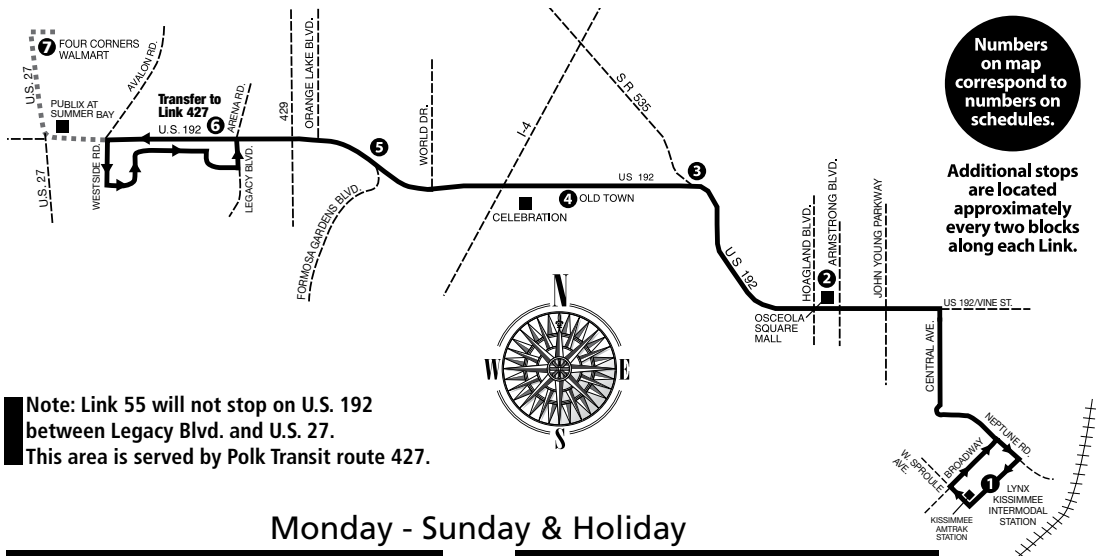 7 FOUR CORNERS
WALMART
U.S. 27
AVALON RD.
PUBLIX AT
SUMMER BAY
Transfer to
Link 427
6
U.S. 192
ARENA RD.
429
ORANGE LAKE BLVD.
WORLD DR.
I-4
S.R. 535
Numbers
on map
correspond to
numbers on
schedules.
Additional stops
are located
approximately
every two blocks
along each Link.
U.S. 27
WESTSIDE RD.
LEGACY BLVD.
5
FORMOSA GARDENS BLVD.
US 192
3
4 OLD TOWN
CELEBRATION
U.S. 192
HOAGLAND BLVD.
ARMSTRONG BLVD.
JOHN YOUNG PARKWAY
2
OSCEOLA
SQUARE
MALL
US 192/VINE ST.
CENTRAL AVE.
N
W
E
S
Note: Link 55 will not stop on U.S. 192
between Legacy Blvd. and U.S. 27.
This area is served by Polk Transit route 427.
NEPTUNE RD.
BROADWAY
W. SPROULE
AVE.
1
LYNX
KISSIMMEE
INTERMODAL
STATION
KISSIMMEE
AMTRAK
STATION
Monday - Sunday & Holiday